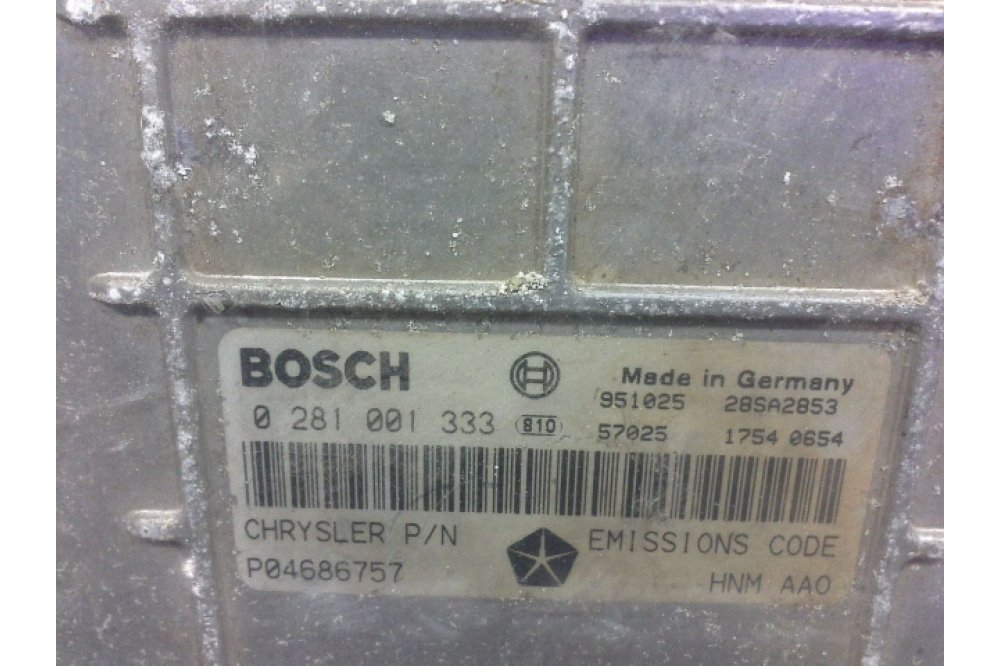 BOSCH
Made in Germany
951025 28SA2853
0 281 001 333 810
57025 1754 0654
CHRYSLER P/N
EMISSIONS CODE
P04686757
HNM AAO